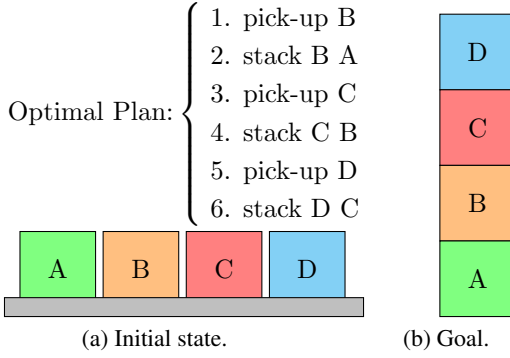 Optimal Plan:
1. pick-up B
2. stack B A
3. pick-up C
4. stack C B
5. pick-up D
6. stack D C
A B C D
(a) Initial state.
D
C
B
A
(b) Goal.